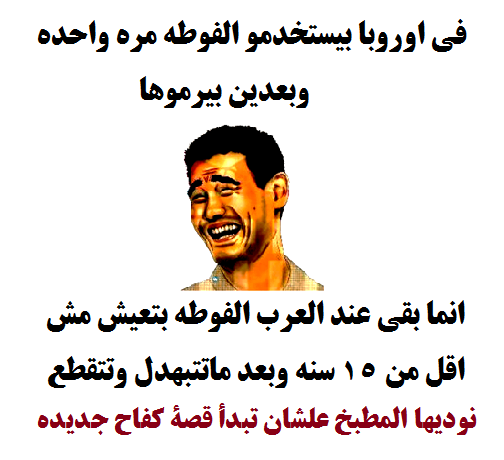 فى اوروبا بيستخدمو الفوطه مره واحده
وبعدين بيرموها
انما بقى عند العرب الفوطه بتعيش مش
اقل من ١٥ سنه وبعد ماتتبهدل وتتقطع
نوديها المطبخ علشان تبدأ قصة كفاح جديده